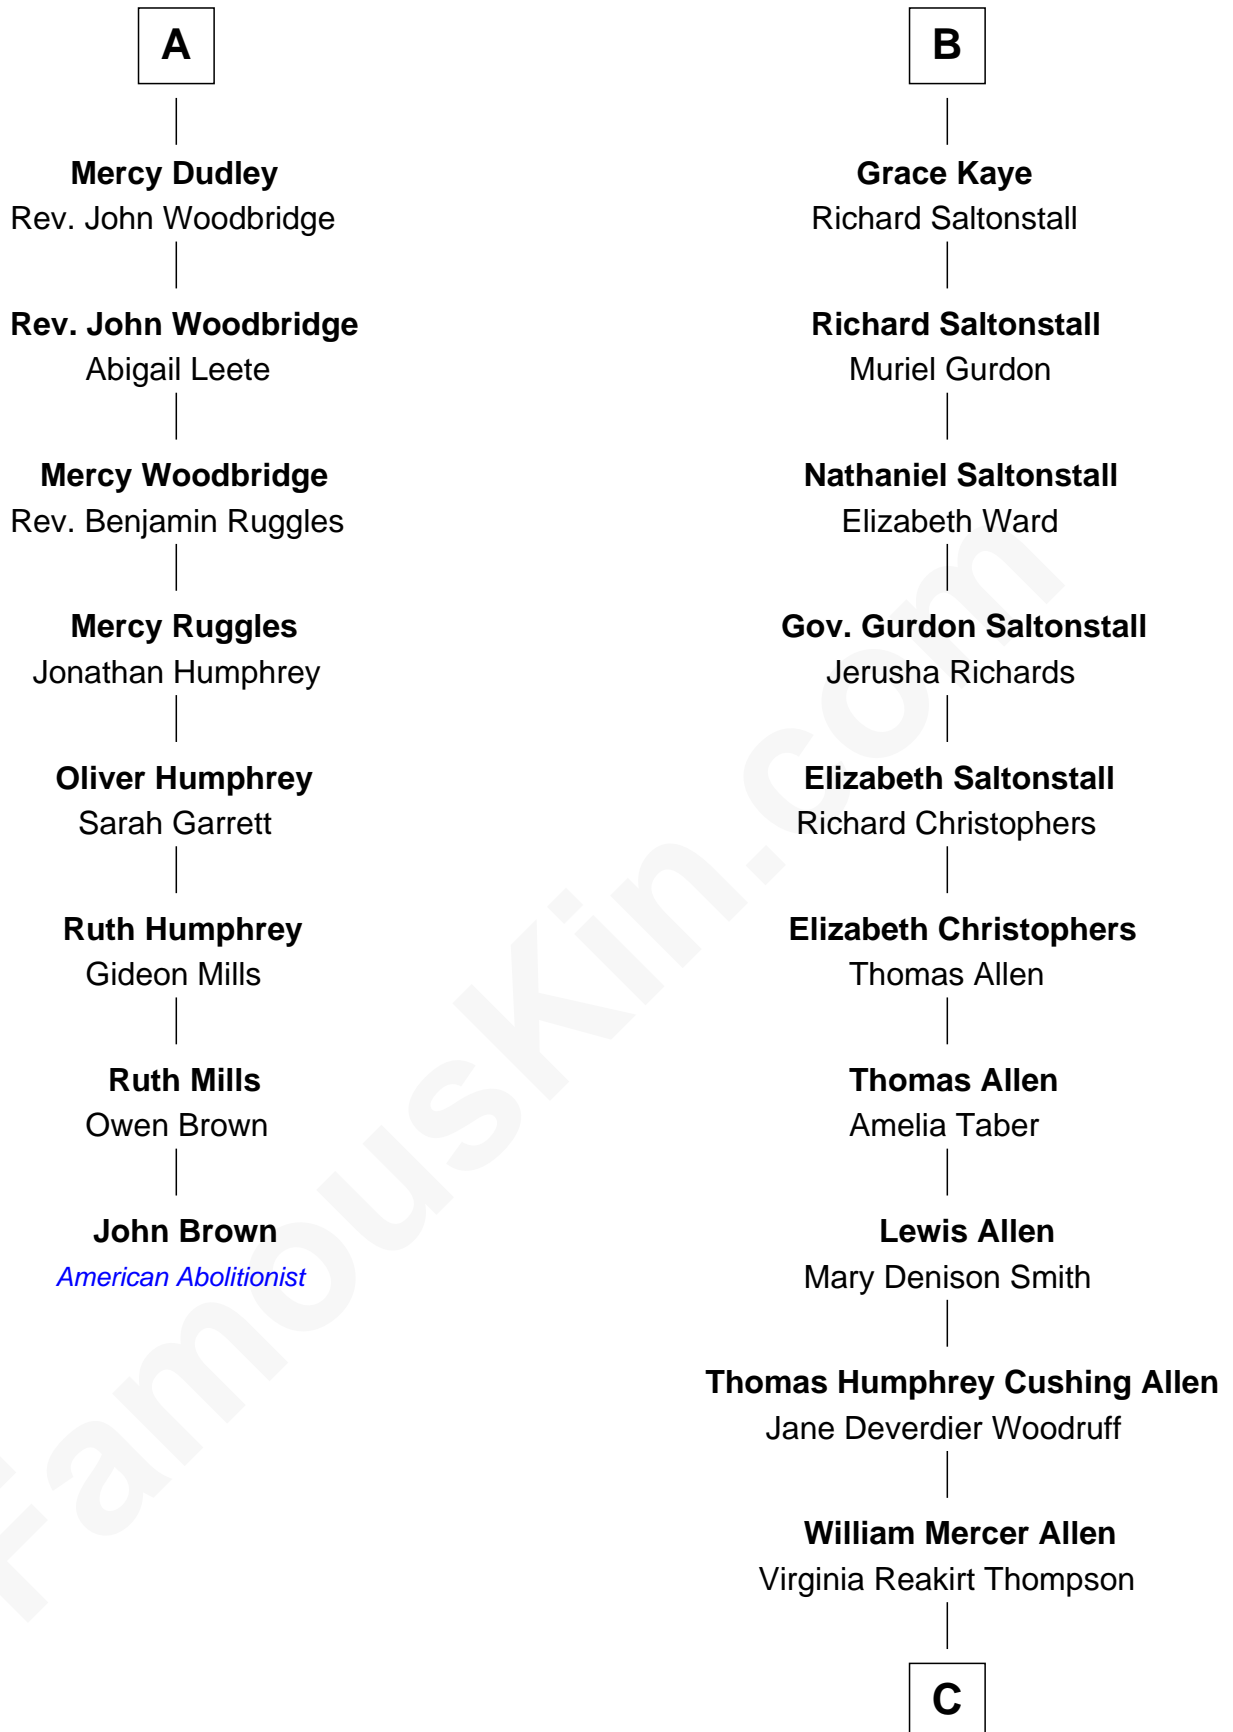 A
Mercy Dudley
Rev. John Woodbridge
Rev. John Woodbridge
Abigail Leete
Mercy Woodbridge
Rev. Benjamin Ruggles
Mercy Ruggles
Jonathan Humphrey
Oliver Humphrey
Sarah Garrett
Ruth Humphrey
Gideon Mills
Ruth Mills
Owen Brown
John Brown
American Abolitionist
B
Grace Kaye
Richard Saltonstall
Richard Saltonstall
Muriel Gurdon
Nathaniel Saltonstall
Elizabeth Ward
Gov. Gurdon Saltonstall
Jerusha Richards
Elizabeth Saltonstall
Richard Christophers
Elizabeth Christophers
Thomas Allen
Thomas Allen
Amelia Taber
Lewis Allen
Mary Denison Smith
Thomas Humphrey Cushing Allen
Jane Deverdier Woodruff
William Mercer Allen
Virginia Reakirt Thompson
C
FamousKin.com